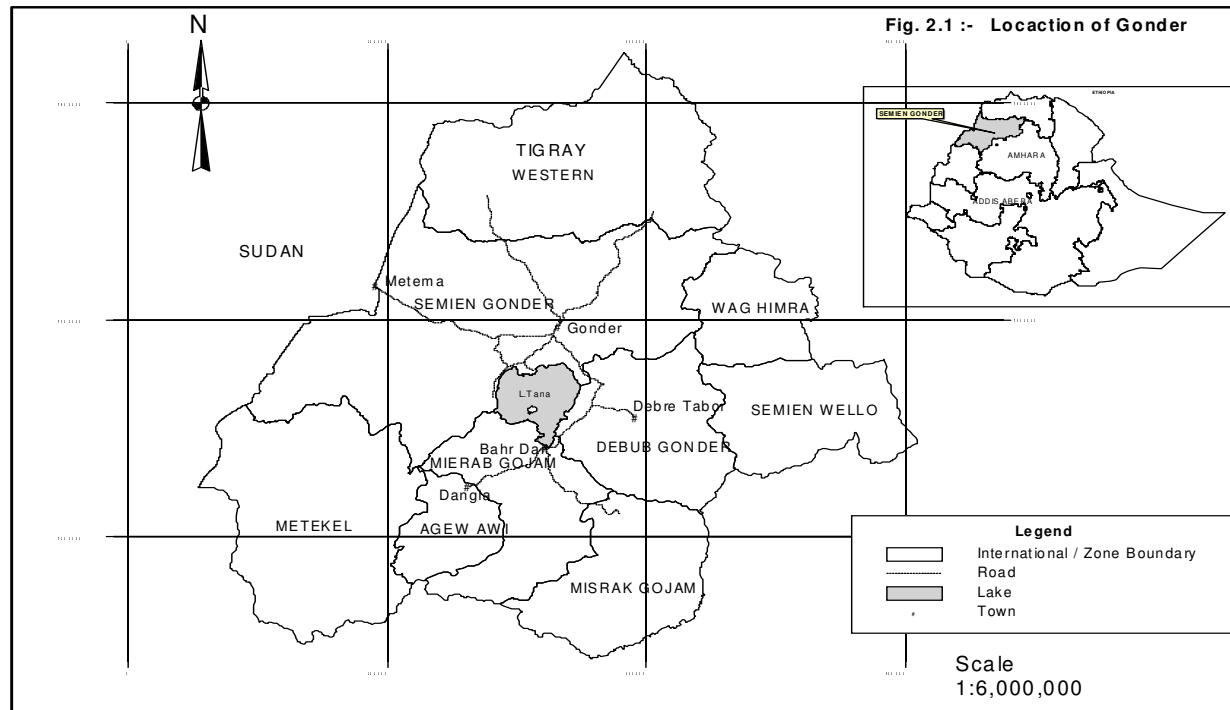 Fig. 2.1 :- Locaction of Gonder
N
ETHIOPIA
SEMIEN GONDER
AMHARA
ADDIS ABEBA
TIGRAY
WESTERN
SUDAN
Metema
SEMIEN GONDER
WAG HIMRA
Gonder
L.Tana
Debre Tabor
SEMIEN WELLO
Bahr Dar
DEBUB GONDER
MIERAB GOJAM
Dangla
METEKEL
AGEW AWI
MISRAK GOJAM
Legend
International / Zone Boundary
Road
Lake
Town
Scale
1:6,000,000